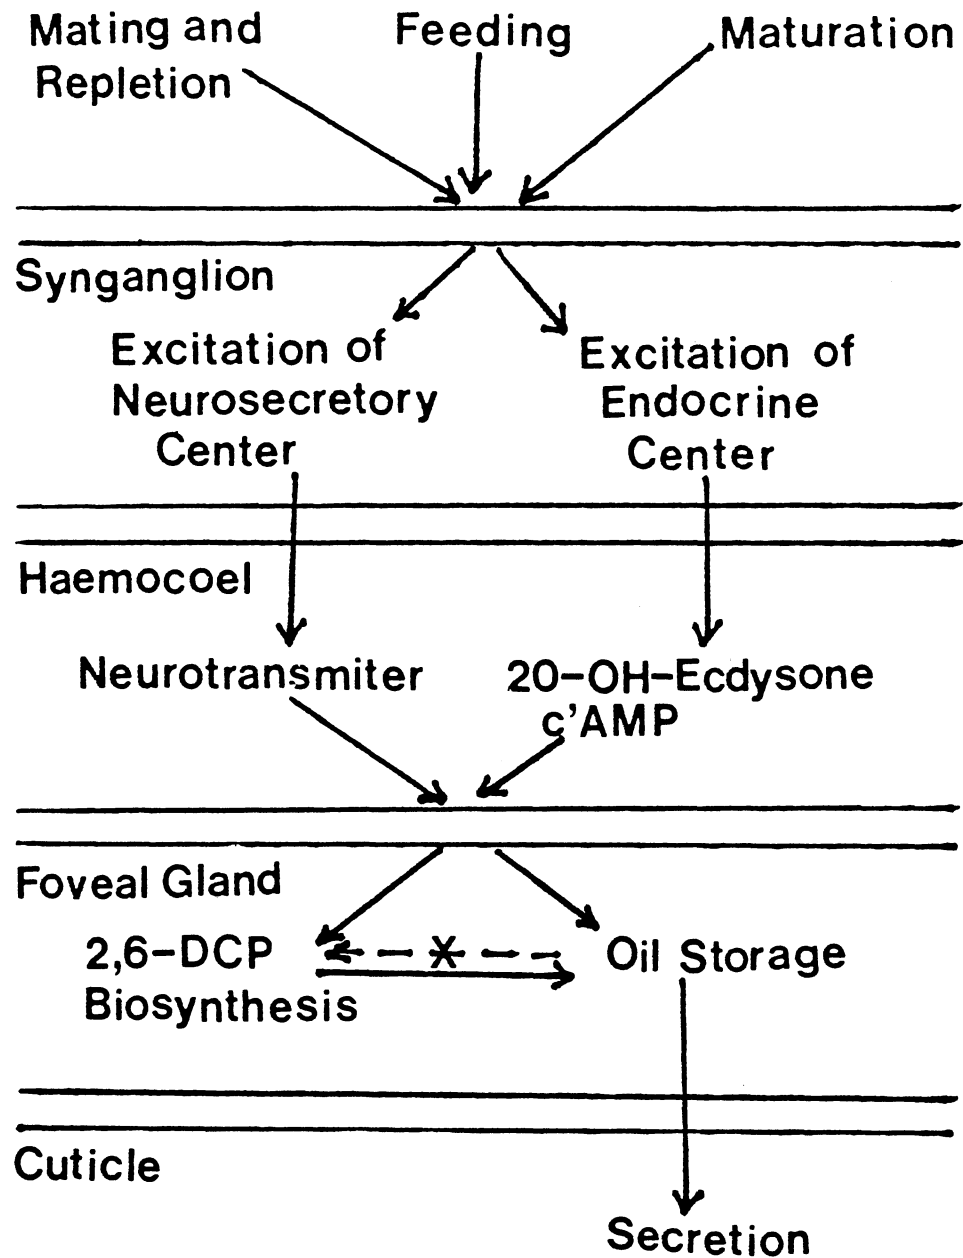 Mating and
Repletion
Feeding
Maturation
Synganglion
Excitation of
Neurosecretory
Center
Excitation of
Endocrine
Center
Haemocoel
Neurotransmiter
20-OH-Ecdysone
c'AMP
Foveal Gland
2,6-DCP
Biosynthesis
Oil Storage
Cuticle
Secretion